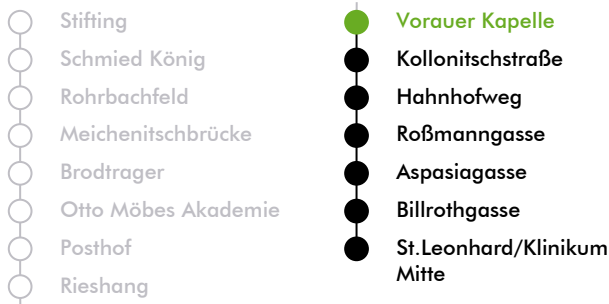 Stifting
Schmied König
Rohrbachfeld
Meichenitschbrücke
Brodtrager
Otto Möbes Akademie
Posthof
Rieshang
Vorauer Kapelle
Kollonitschstraße
Hahnhofweg
Roßmanngasse
Aspasiagasse
Billrothgasse
St.Leonhard/Klinikum
Mitte